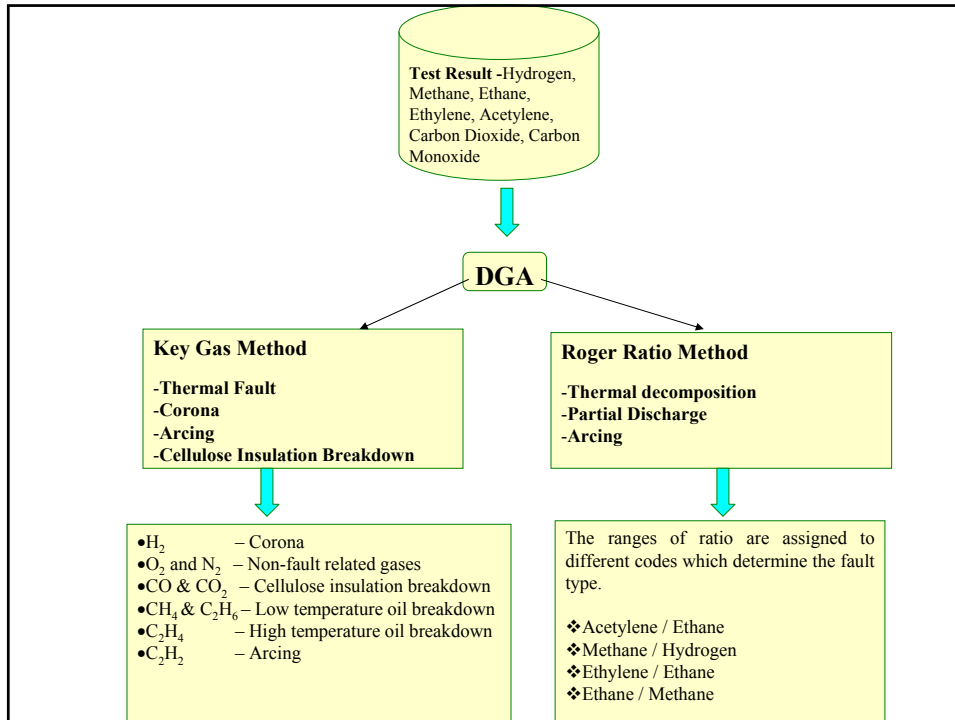 Test Result -Hydrogen,
Methane, Ethane,
Ethylene, Acetylene,
Carbon Dioxide, Carbon
Monoxide
DGA
Key Gas Method
-Thermal Fault
-Corona
-Arcing
-Cellulose Insulation Breakdown
Roger Ratio Method
-Thermal decomposition
-Partial Discharge
-Arcing
•H₂ – Corona
•O₂ and N₂ – Non-fault related gases
•CO & CO₂ – Cellulose insulation breakdown
•CH₄ & C₂H₆ – Low temperature oil breakdown
•C₂H₄ – High temperature oil breakdown
•C₂H₂ – Arcing
The ranges of ratio are assigned to
different codes which determine the fault
type.
❖Acetylene / Ethane
❖Methane / Hydrogen
❖Ethylene / Ethane
❖Ethane / Methane